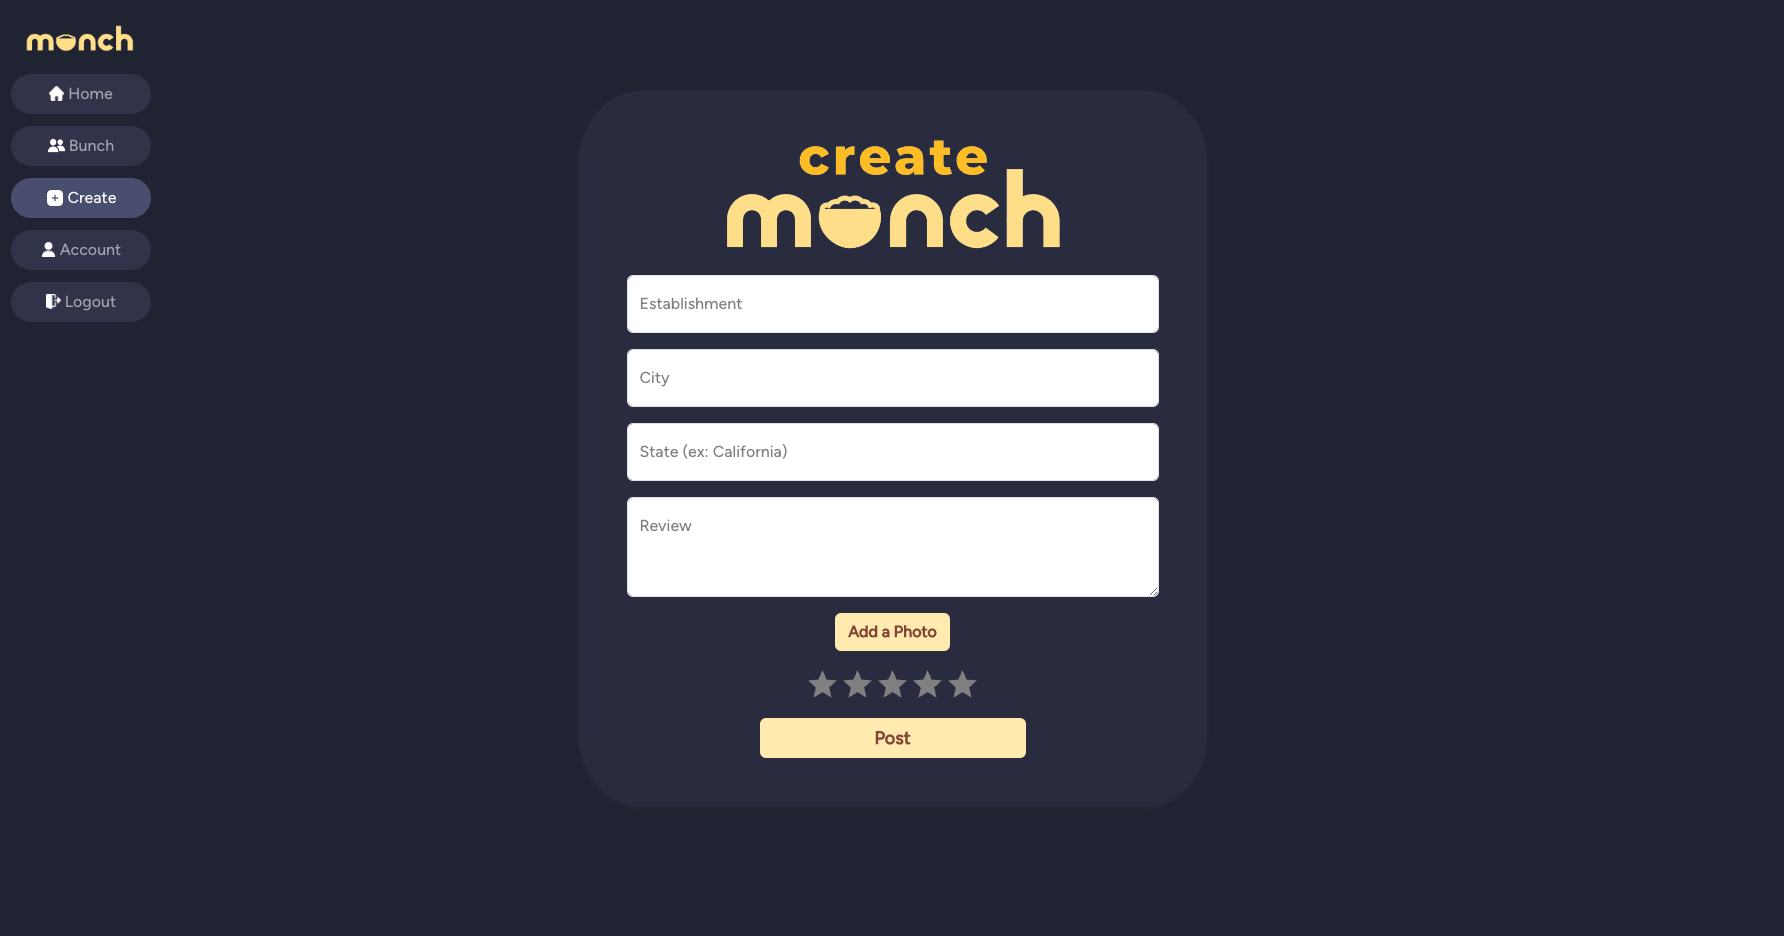 munch
Home
Bunch
Create
Account
Logout
create
munch
Establishment
City
State (ex: California)
Review
Add a Photo
Post